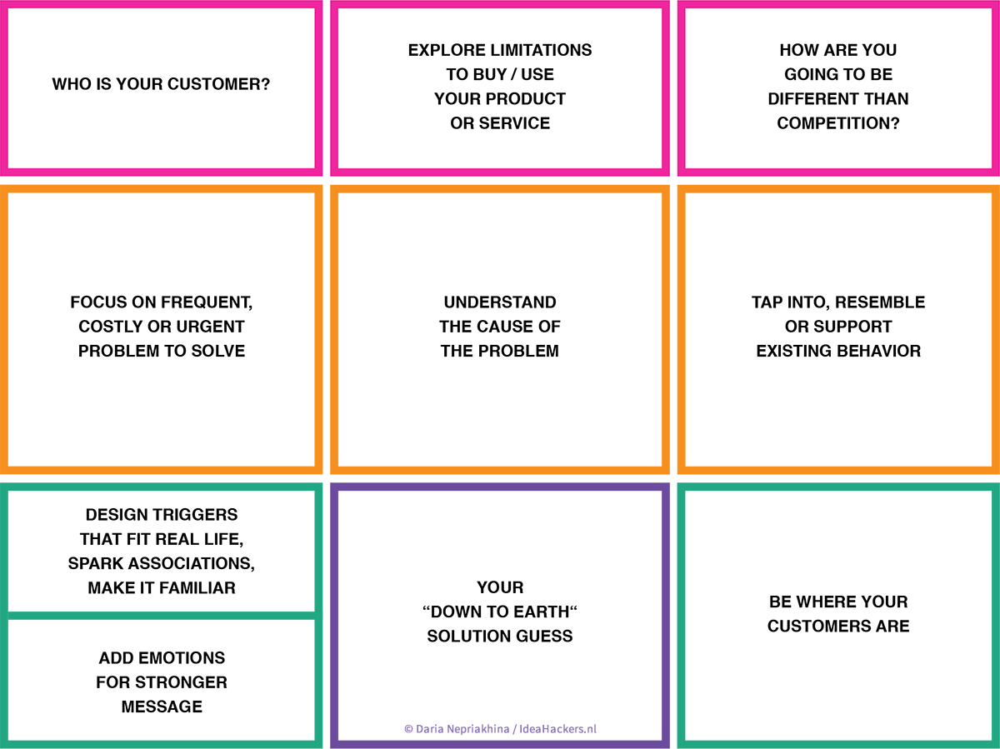 WHO IS YOUR CUSTOMER?
EXPLORE LIMITATIONS
TO BUY / USE
YOUR PRODUCT
OR SERVICE
HOW ARE YOU
GOING TO BE
DIFFERENT THAN
COMPETITION?
FOCUS ON FREQUENT,
COSTLY OR URGENT
PROBLEM TO SOLVE
UNDERSTAND
THE CAUSE OF
THE PROBLEM
TAP INTO, RESEMBLE
OR SUPPORT
EXISTING BEHAVIOR
DESIGN TRIGGERS
THAT FIT REAL LIFE,
SPARK ASSOCIATIONS,
MAKE IT FAMILIAR
ADD EMOTIONS
FOR STRONGER
MESSAGE
YOUR
“DOWN TO EARTH“
SOLUTION GUESS
© Daria Nepriakhina / IdeaHackers.nl
BE WHERE YOUR
CUSTOMERS ARE